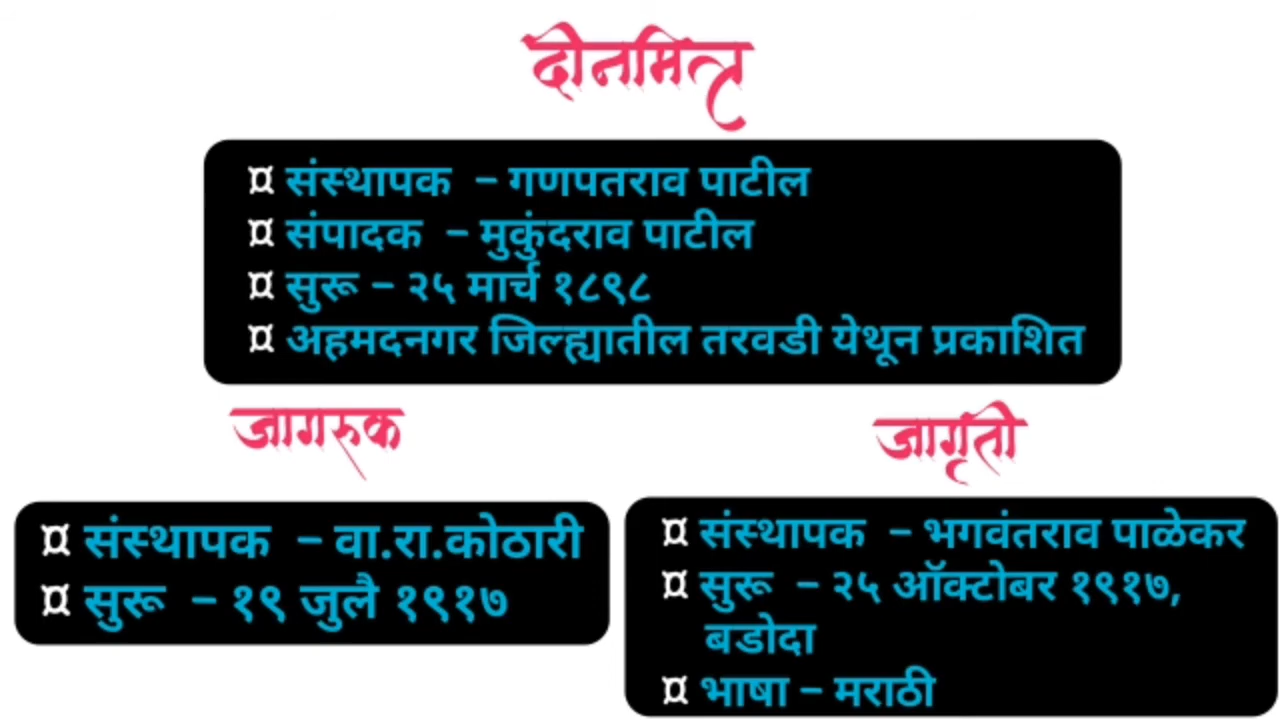 दीनमित्र
¤ संस्थापक – गणपतराव पाटील
¤ संपादक – मुकुंदराव पाटील
¤ सुरू – २५ मार्च १८९८
¤ अहमदनगर जिल्ह्यातील तरवडी येथून प्रकाशित
जागरुक
¤ संस्थापक – वा.रा.कोठारी
¤ सुरू – १९ जुलै १९१७
जागृती
¤ संस्थापक – भगवंतराव पाळेकर
¤ सुरू – २५ ऑक्टोबर १९१७,
बडोदा
¤ भाषा – मराठी